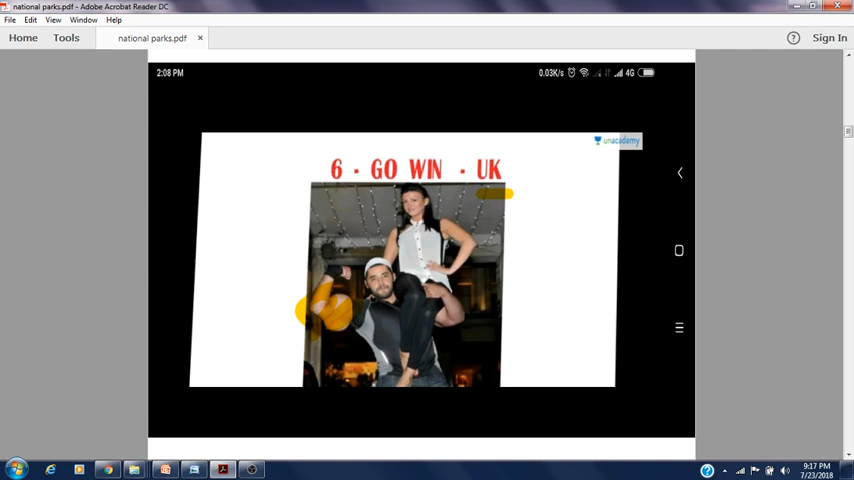 national parks.pdf - Adobe Acrobat Reader DC
File Edit View Window Help
Home Tools national parks.pdf × ? Sign In
2:08 PM 0.03K/s 4G
unacademy
6 - GO WIN - UK
9:17 PM
7/23/2018